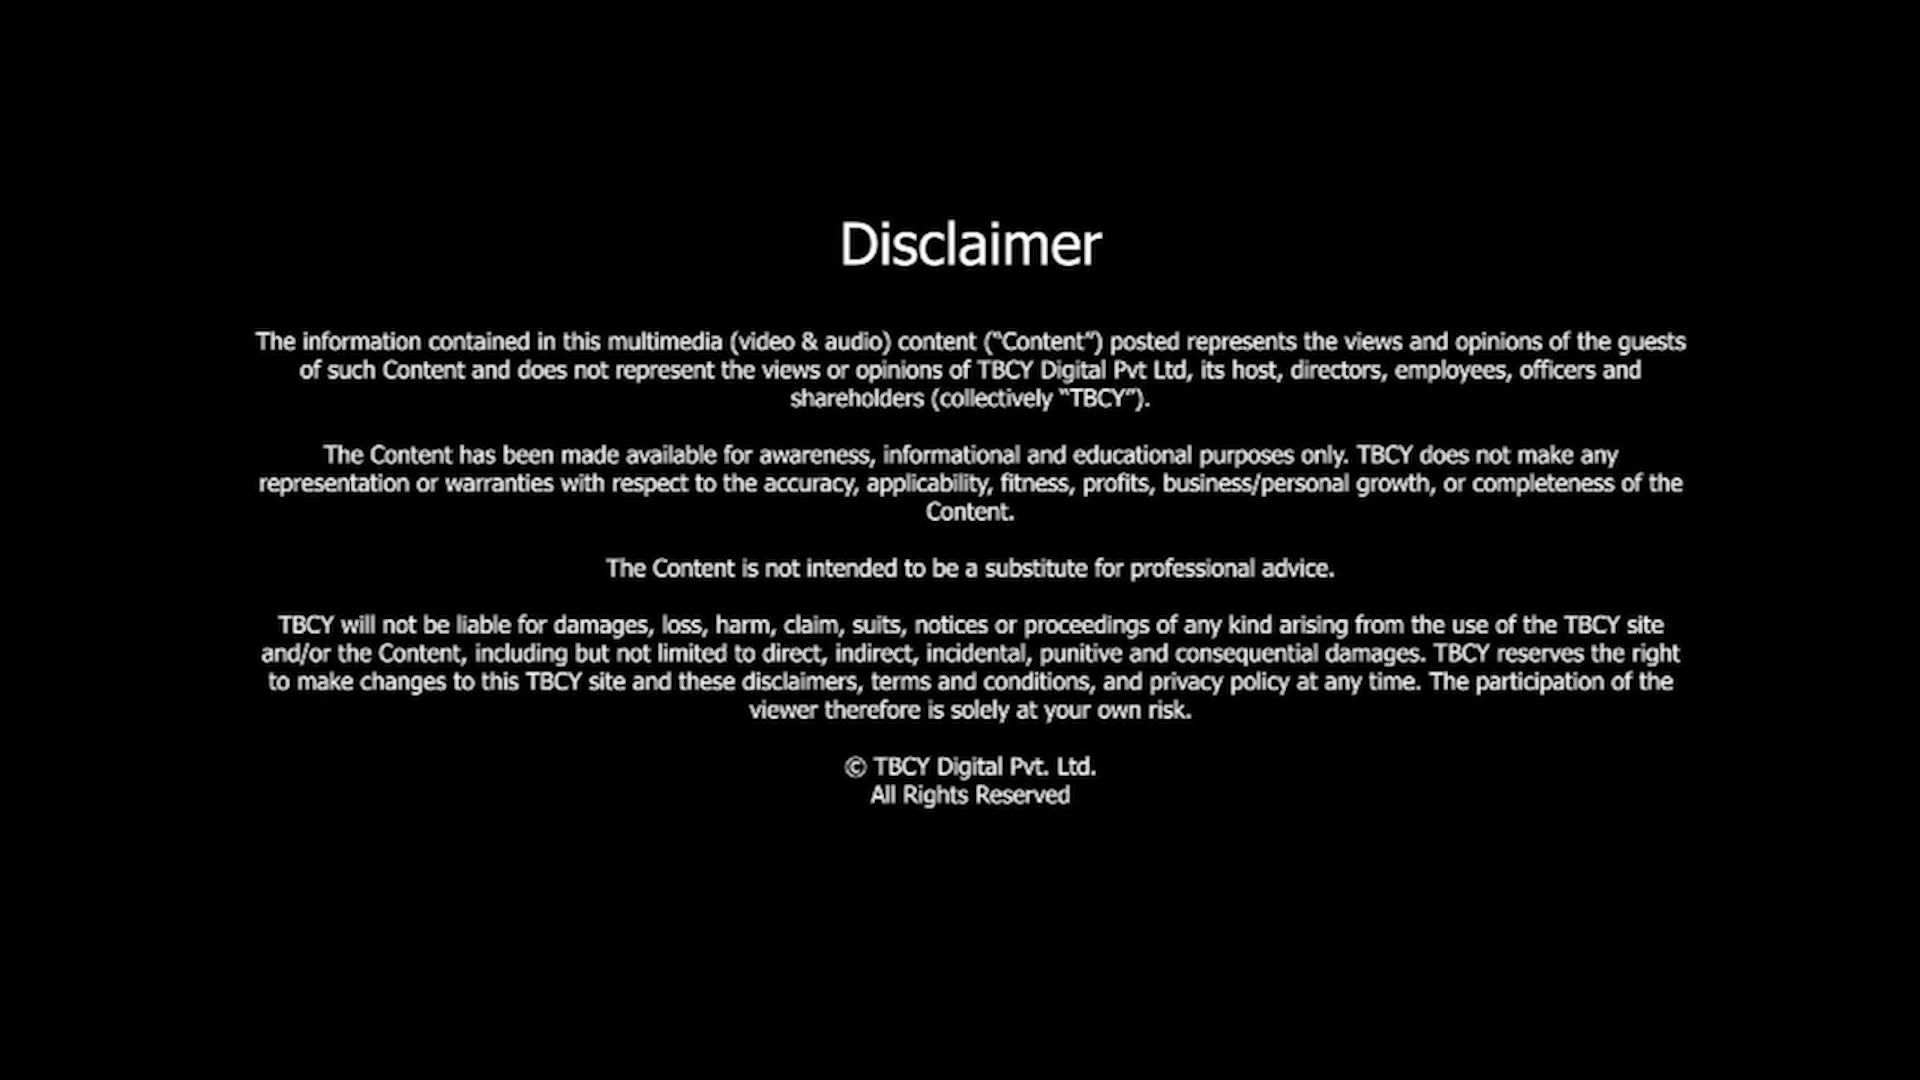 Disclaimer
The information contained in this multimedia (video & audio) content (“Content”) posted represents the views and opinions of the guests
of such Content and does not represent the views or opinions of TBCY Digital Pvt Ltd, its host, directors, employees, officers and
shareholders (collectively “TBCY”).
The Content has been made available for awareness, informational and educational purposes only. TBCY does not make any
representation or warranties with respect to the accuracy, applicability, fitness, profits, business/personal growth, or completeness of the
Content.
The Content is not intended to be a substitute for professional advice.
TBCY will not be liable for damages, loss, harm, claim, suits, notices or proceedings of any kind arising from the use of the TBCY site
and/or the Content, including but not limited to direct, indirect, incidental, punitive and consequential damages. TBCY reserves the right
to make changes to this TBCY site and these disclaimers, terms and conditions, and privacy policy at any time. The participation of the
viewer therefore is solely at your own risk.
© TBCY Digital Pvt. Ltd.
All Rights Reserved